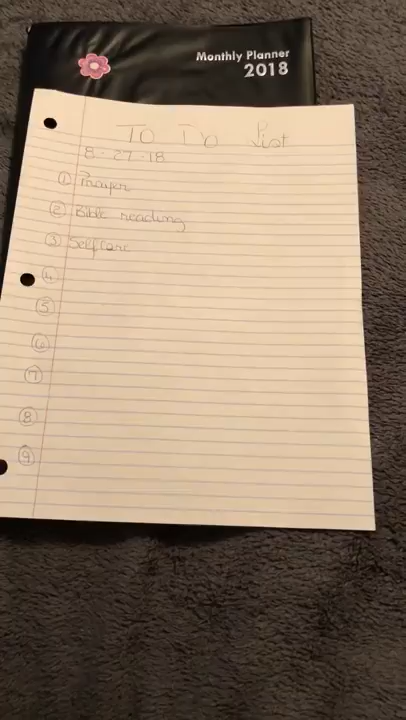 Monthly Planner
2018
To Do List
8-27-18
① Prayer
② Bible reading
③ Selfcare
④
⑤
⑥
⑦
⑧
⑨